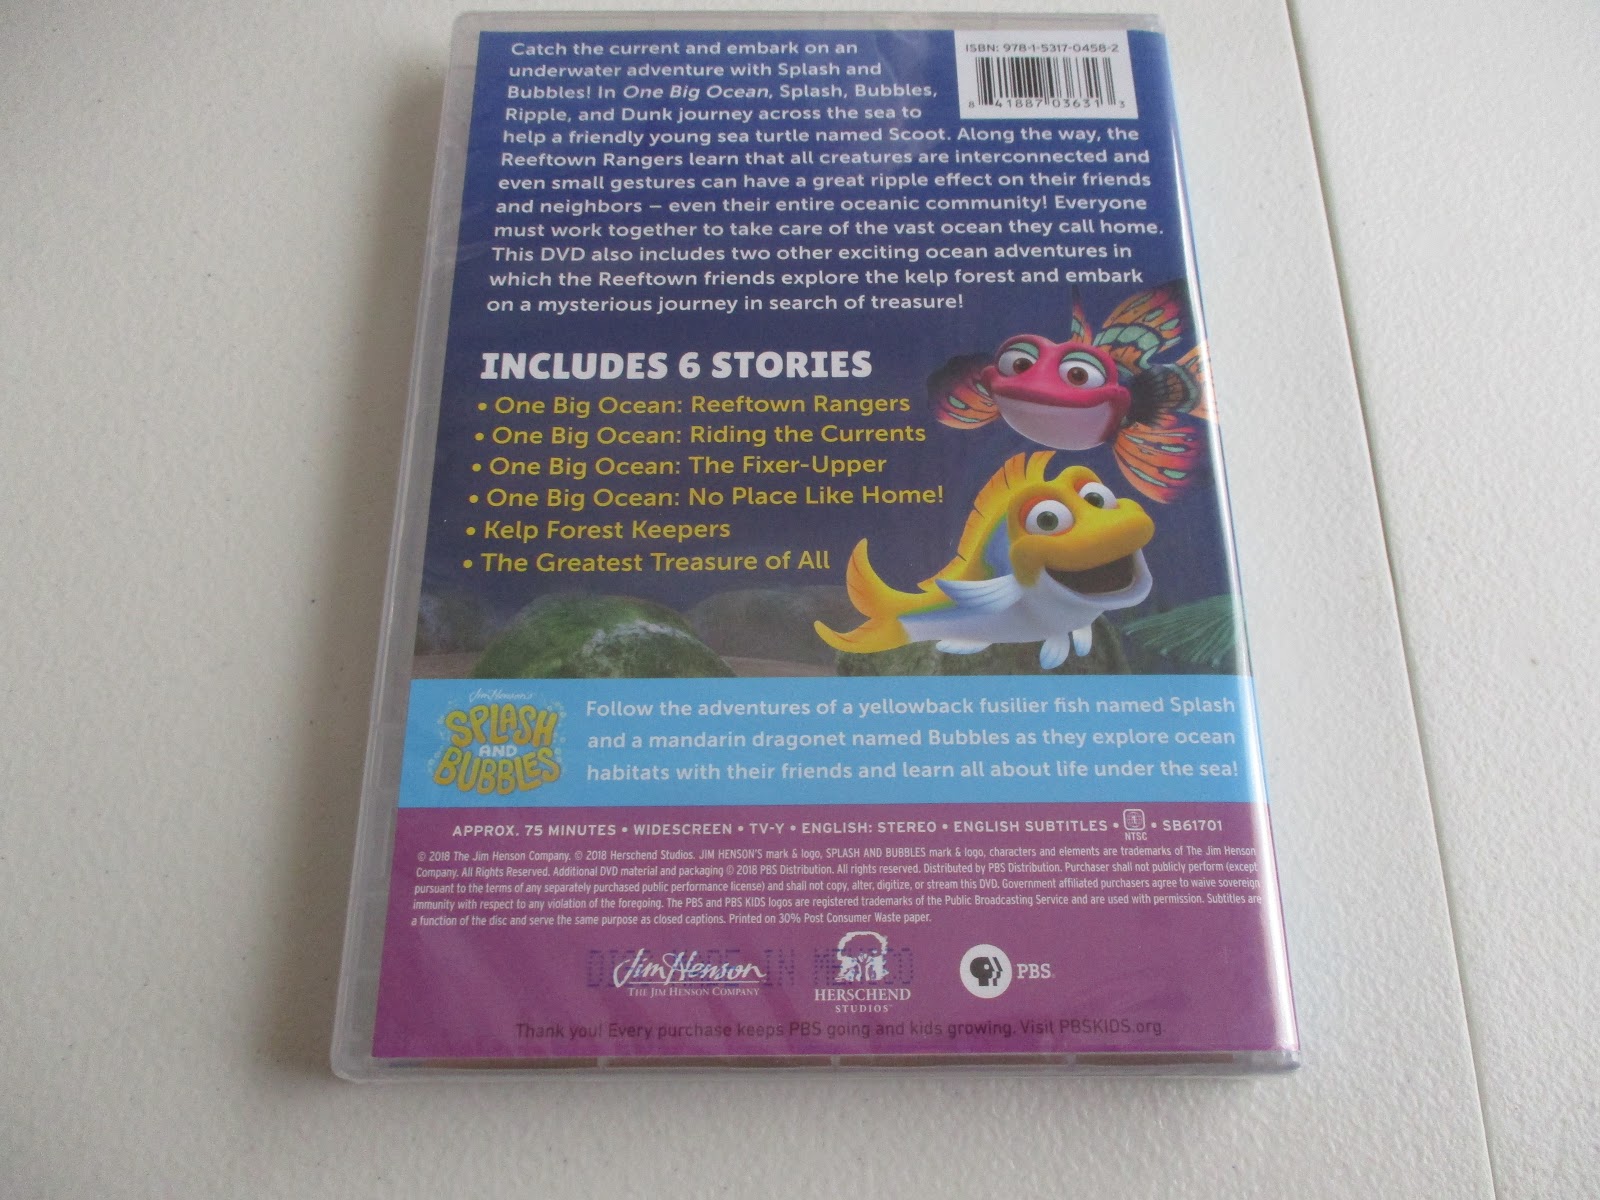 Catch the current and embark on an
underwater adventure with Splash and
Bubbles! In One Big Ocean, Splash, Bubbles,
Ripple, and Dunk journey across the sea to
help a friendly young sea turtle named Scoot. Along the way, the
Reeftown Rangers learn that all creatures are interconnected and
even small gestures can have a great ripple effect on their friends
and neighbors – even their entire oceanic community! Everyone
must work together to take care of the vast ocean they call home.
This DVD also includes two other exciting ocean adventures in
which the Reeftown friends explore the kelp forest and embark
on a mysterious journey in search of treasure!
ISBN: 978-1-5317-0458-2
8 41887 03631 3
INCLUDES 6 STORIES
• One Big Ocean: Reeftown Rangers
• One Big Ocean: Riding the Currents
• One Big Ocean: The Fixer-Upper
• One Big Ocean: No Place Like Home!
• Kelp Forest Keepers
• The Greatest Treasure of All
Jim Henson's
SPLASH
AND
BUBBLES
Follow the adventures of a yellowback fusilier fish named Splash
and a mandarin dragonet named Bubbles as they explore ocean
habitats with their friends and learn all about life under the sea!
APPROX. 75 MINUTES • WIDESCREEN • TV-Y • ENGLISH: STEREO • ENGLISH SUBTITLES • NTSC • SB61701
© 2018 The Jim Henson Company. © 2018 Herschend Studios. JIM HENSON'S mark & logo, SPLASH AND BUBBLES mark & logo, characters and elements are trademarks of The Jim Henson
Company. All Rights Reserved. Additional DVD material and packaging © 2018 PBS Distribution. All rights reserved. Distributed by PBS Distribution. Purchaser shall not publicly perform (except
pursuant to the terms of any separately purchased public performance license) and shall not copy, alter, digitize, or stream this DVD. Government affiliated purchasers agree to waive sovereign
immunity with respect to any violation of the foregoing. The PBS and PBS KIDS logos are registered trademarks of the Public Broadcasting Service and are used with permission. Subtitles are
a function of the disc and serve the same purpose as closed captions. Printed on 30% Post Consumer Waste paper.
DISC MADE IN MEXICO
Jim Henson
THE JIM HENSON COMPANY
HERSCHEND
STUDIOS™
PBS.
Thank you! Every purchase keeps PBS going and kids growing. Visit PBSKIDS.org.